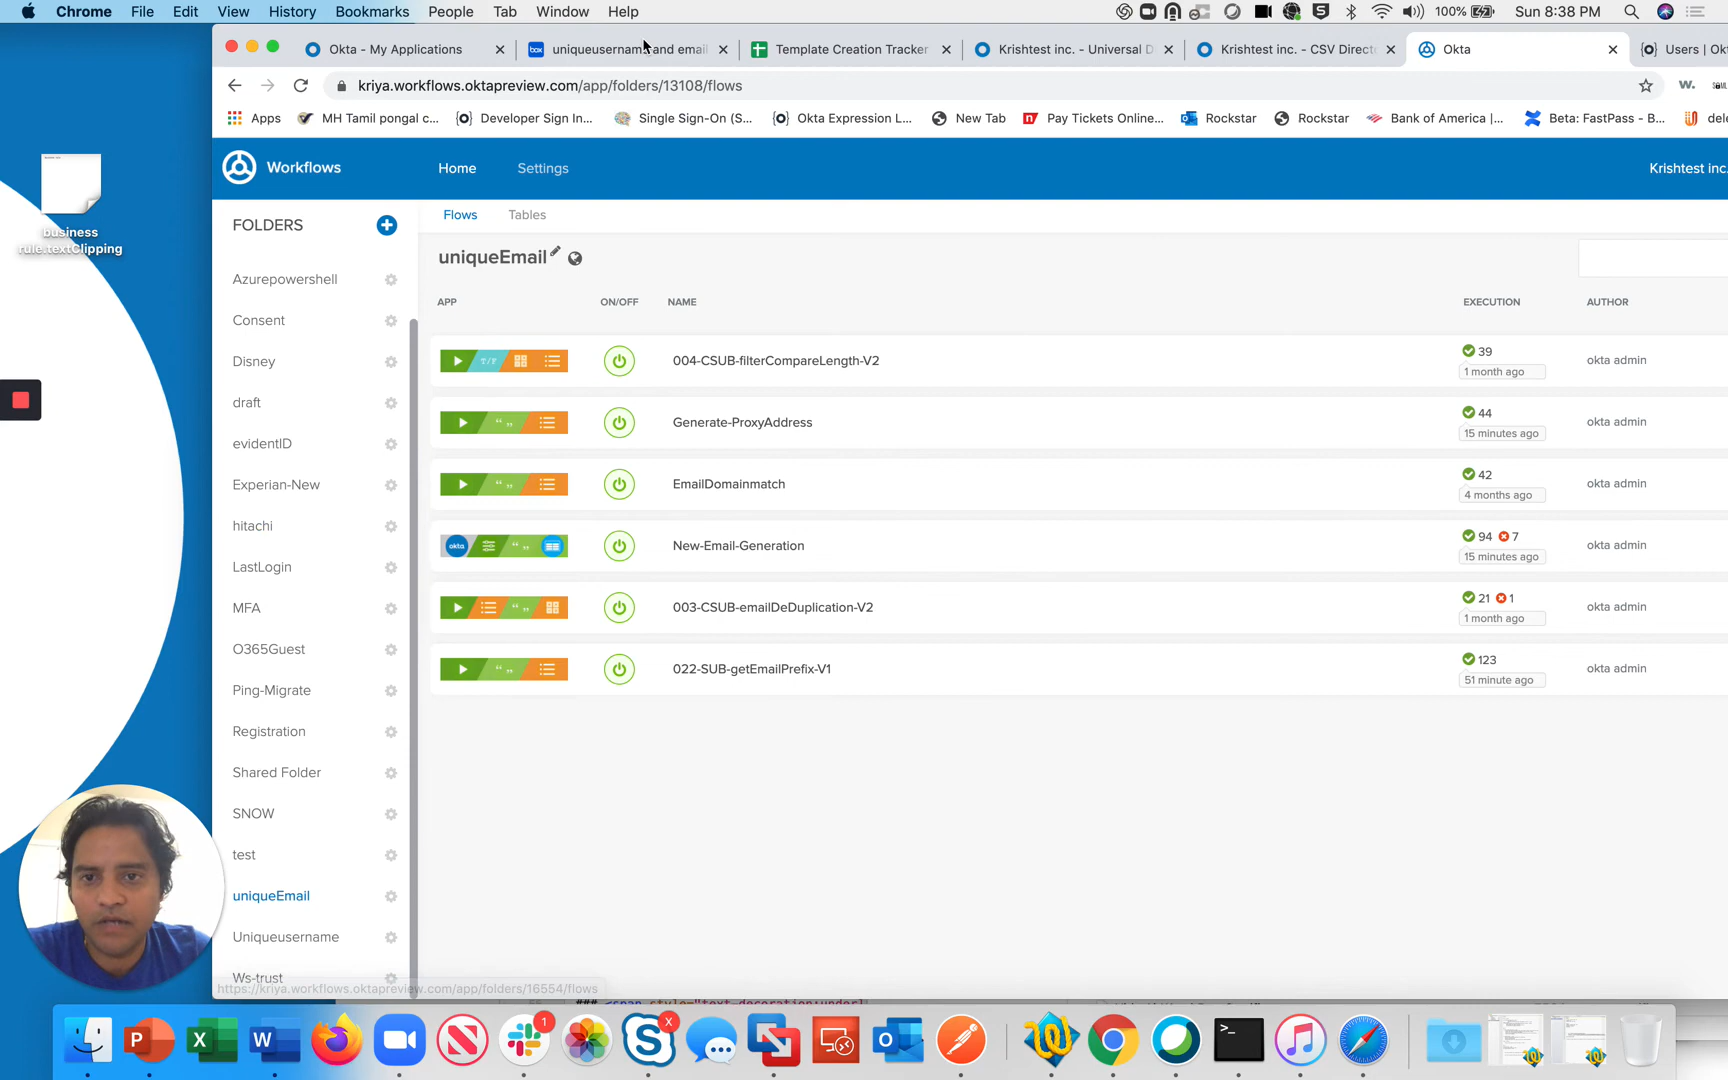 Chrome File Edit View History Bookmarks People Tab Window Help 100% Sun 8:38 PM
Okta - My Applications
uniqueusernam and email
Template Creation Tracker
Krishtest inc. - Universal D
Krishtest inc. - CSV Direct
Okta
Users | Ok
kriya.workflows.oktapreview.com/app/folders/13108/flows
Apps
MH Tamil pongal c...
Developer Sign In...
Single Sign-On (S...
Okta Expression L...
New Tab
Pay Tickets Online...
Rockstar
Rockstar
Bank of America |...
Beta: FastPass - B...
dele
Workflows Home Settings Krishtest inc.
business
rule.textClipping
FOLDERS
Azurepowershell
Consent
Disney
draft
evidentID
Experian-New
hitachi
LastLogin
MFA
O365Guest
Ping-Migrate
Registration
Shared Folder
SNOW
test
uniqueEmail
Uniqueusername
Ws-trust
Flows Tables
uniqueEmail
APP ON/OFF NAME EXECUTION AUTHOR
T/F 004-CSUB-filterCompareLength-V2 39 okta admin
1 month ago
Generate-ProxyAddress 44 okta admin
15 minutes ago
EmailDomainmatch 42 okta admin
4 months ago
okta New-Email-Generation 94 7 okta admin
15 minutes ago
003-CSUB-emailDeDuplication-V2 21 1 okta admin
1 month ago
022-SUB-getEmailPrefix-V1 123 okta admin
51 minute ago
https://kriya.workflows.oktapreview.com/app/folders/16554/flows